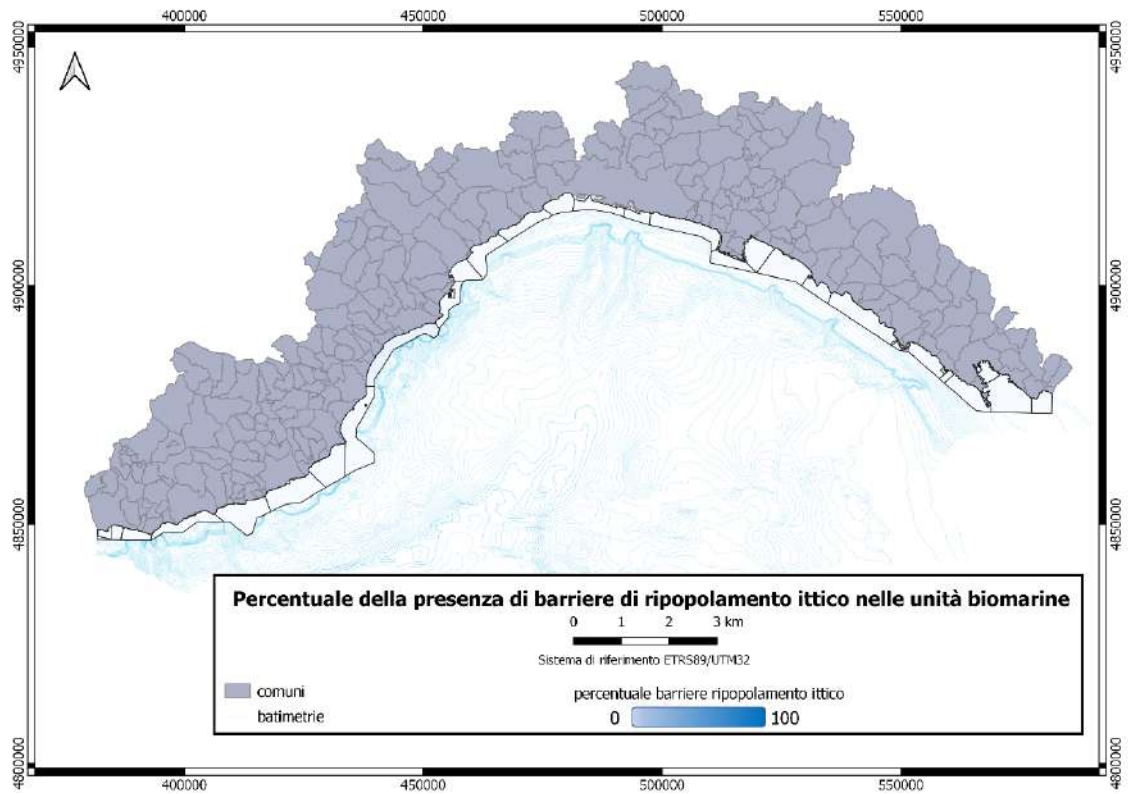 400000 450000 500000 550000
4950000 4950000
4900000 4900000
4850000 4850000
Percentuale della presenza di barriere di ripopolamento ittico nelle unità biomarine
0 1 2 3 km
Sistema di riferimento ETRS89/UTM32
comuni
batimetrie
percentuale barriere ripopolamento ittico
0 100
4800000 4800000
400000 450000 500000 550000